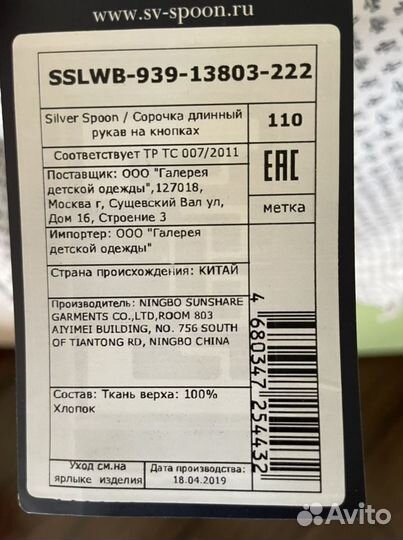 www.sv-spoon.ru
SSLWB-939-13803-222
Silver Spoon / Сорочка длинный
рукав на кнопках
110
Соответствует ТР ТС 007/2011
EAC
Поставщик: ООО "Галерея
детской одежды",127018,
Москва г, Сущевский Вал ул,
Дом 16, Строение 3
метка
Импортер: ООО "Галерея
детской одежды"
Страна происхождения: КИТАЙ
Производитель: NINGBO SUNSHARE
GARMENTS CO.,LTD,ROOM 803
AIYIMEI BUILDING, NO. 756 SOUTH
OF TIANTONG RD, NINGBO CHINA
4 680347 254432
Состав: Ткань верха: 100%
Хлопок
Уход см.на
ярлыке изделия
Дата производства:
18.04.2019
Avito